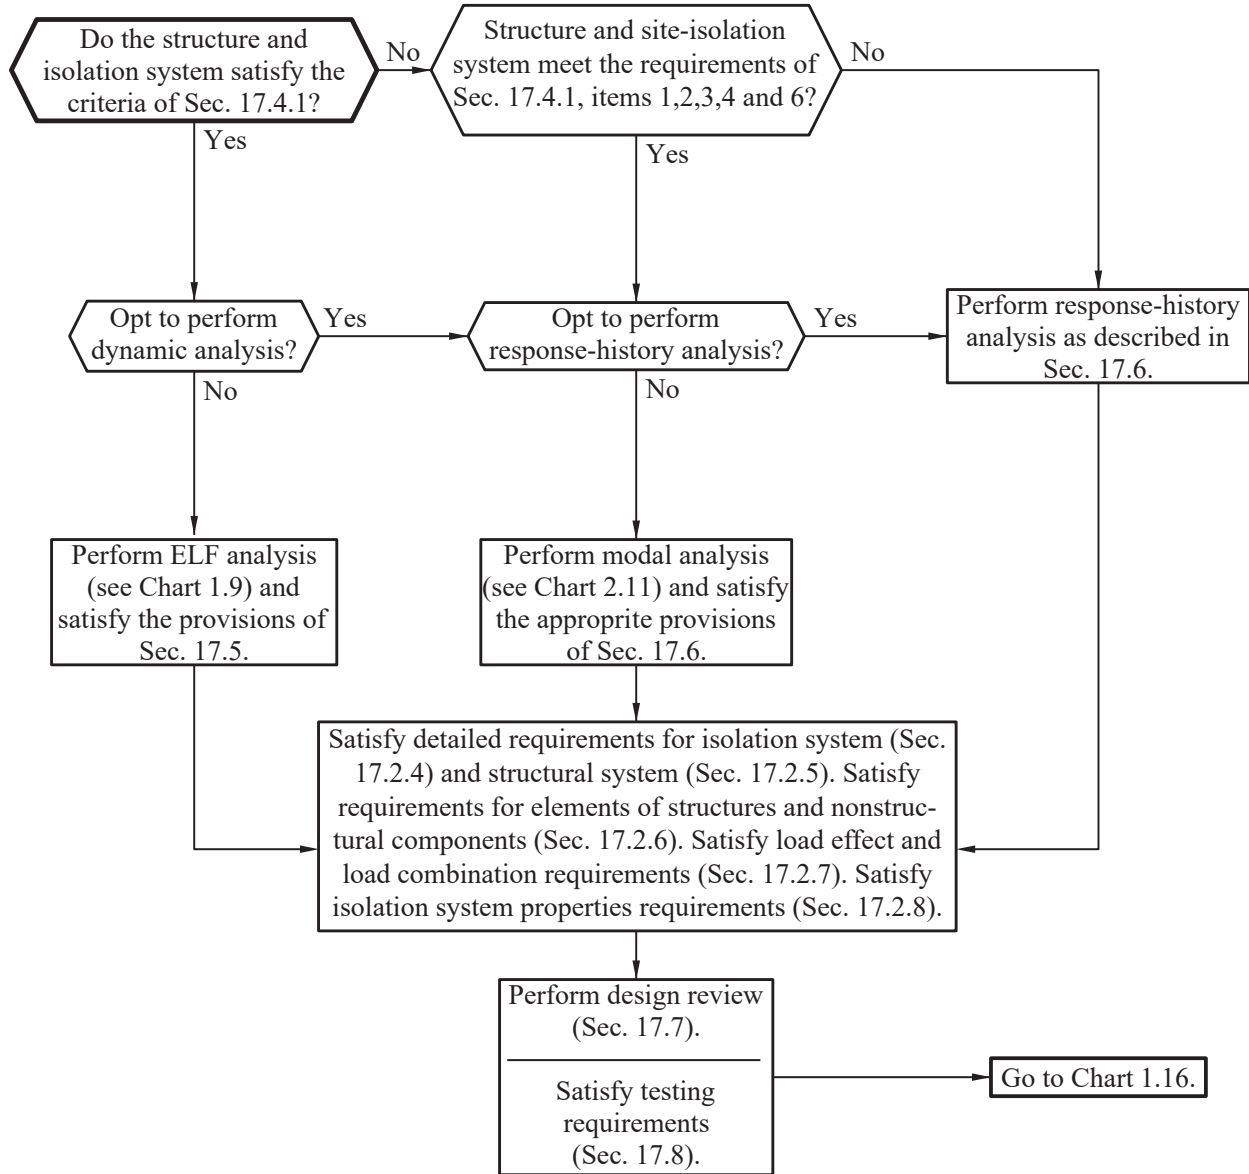 Do the structure and
isolation system satisfy the
criteria of Sec. 17.4.1?
No
Structure and site-isolation
system meet the requirements of
Sec. 17.4.1, items 1,2,3,4 and 6?
No
Yes
Yes
Opt to perform
dynamic analysis?
Yes
Opt to perform
response-history analysis?
Yes
Perform response-history
analysis as described in
Sec. 17.6.
No
No
Perform ELF analysis
(see Chart 1.9) and
satisfy the provisions of
Sec. 17.5.
Perform modal analysis
(see Chart 2.11) and satisfy
the approprite provisions
of Sec. 17.6.
Satisfy detailed requirements for isolation system (Sec.
17.2.4) and structural system (Sec. 17.2.5). Satisfy
requirements for elements of structures and nonstruc-
tural components (Sec. 17.2.6). Satisfy load effect and
load combination requirements (Sec. 17.2.7). Satisfy
isolation system properties requirements (Sec. 17.2.8).
Perform design review
(Sec. 17.7).
Satisfy testing
requirements
(Sec. 17.8).
Go to Chart 1.16.